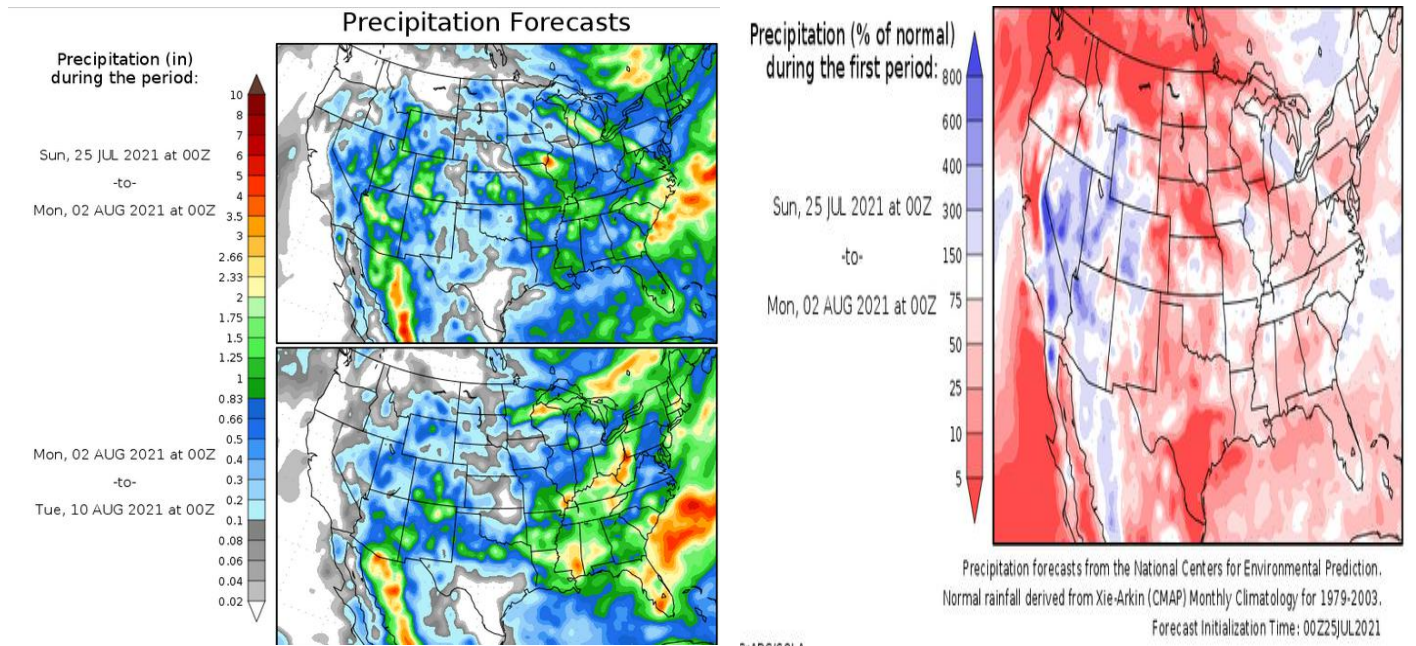 Precipitation Forecasts
Precipitation (in)
during the period:
10
8
7
6
5
4
3.5
3
2.66
2.33
2
1.75
1.5
1.25
1
0.83
0.66
0.5
0.4
0.3
0.2
0.1
0.08
0.06
0.04
0.02
Sun, 25 JUL 2021 at 00Z
-to-
Mon, 02 AUG 2021 at 00Z
Mon, 02 AUG 2021 at 00Z
-to-
Tue, 10 AUG 2021 at 00Z
Precipitation (% of normal)
during the first period:
800
600
400
300
150
75
50
25
10
5
Sun, 25 JUL 2021 at 00Z
-to-
Mon, 02 AUG 2021 at 00Z
Precipitation forecasts from the National Centers for Environmental Prediction.
Normal rainfall derived from Xie-Arkin (CMAP) Monthly Climatology for 1979-2003.
Forecast Initialization Time: 00Z25JUL2021